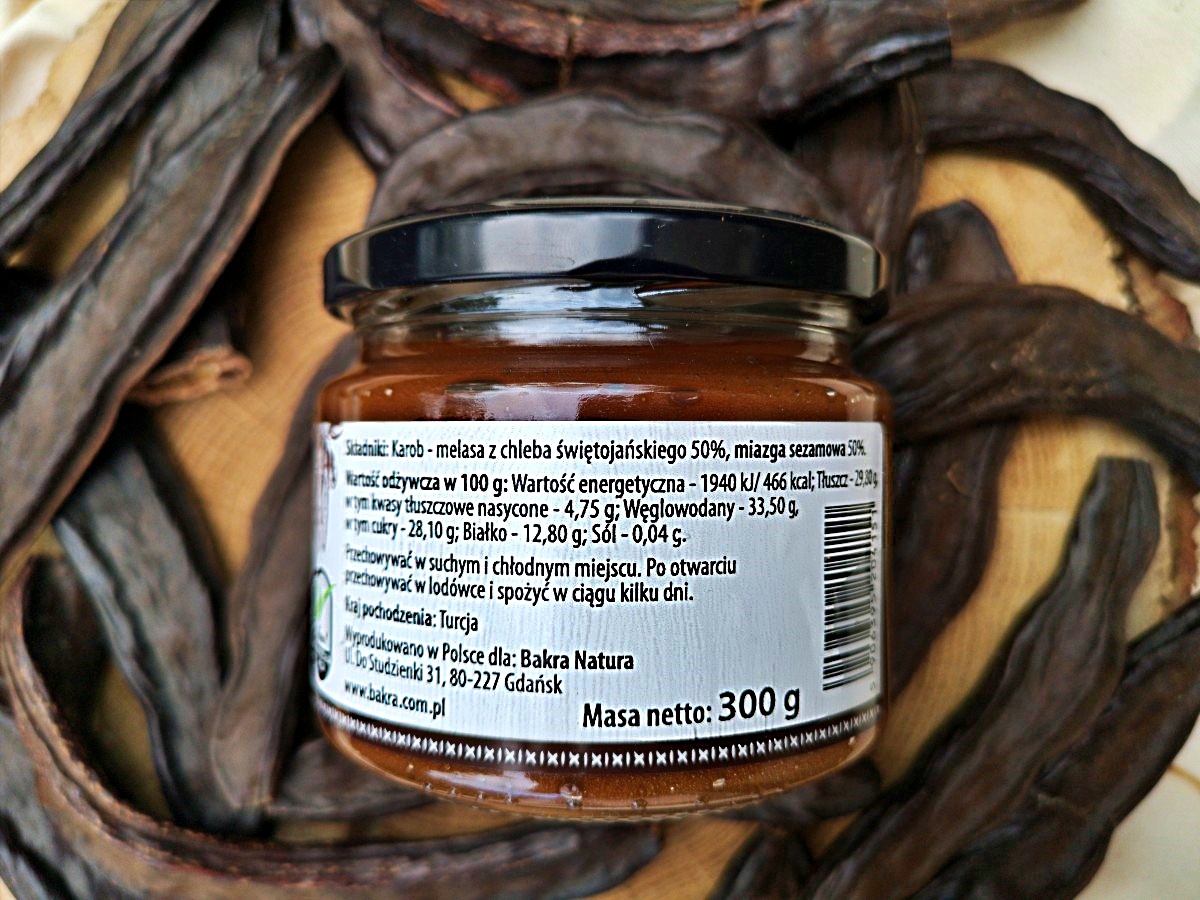 Składniki: Karob - melasa z chleba świętojańskiego 50%, miazga sezamowa 50%.
Wartość odżywcza w 100 g: Wartość energetyczna - 1940 kJ/ 466 kcal; Tłuszcz - 29,80 g,
w tym kwasy tłuszczowe nasycone - 4,75 g; Węglowodany - 33,50 g,
w tym cukry - 28,10 g; Białko - 12,80 g; Sól - 0,04 g.
Przechowywać w suchym i chłodnym miejscu. Po otwarciu
przechowywać w lodówce i spożyć w ciągu kilku dni.
Kraj pochodzenia: Turcja
Wyprodukowano w Polsce dla: Bakra Natura
Ul. Do Studzienki 31, 80-227 Gdańsk
www.bakra.com.pl
Masa netto: 300 g